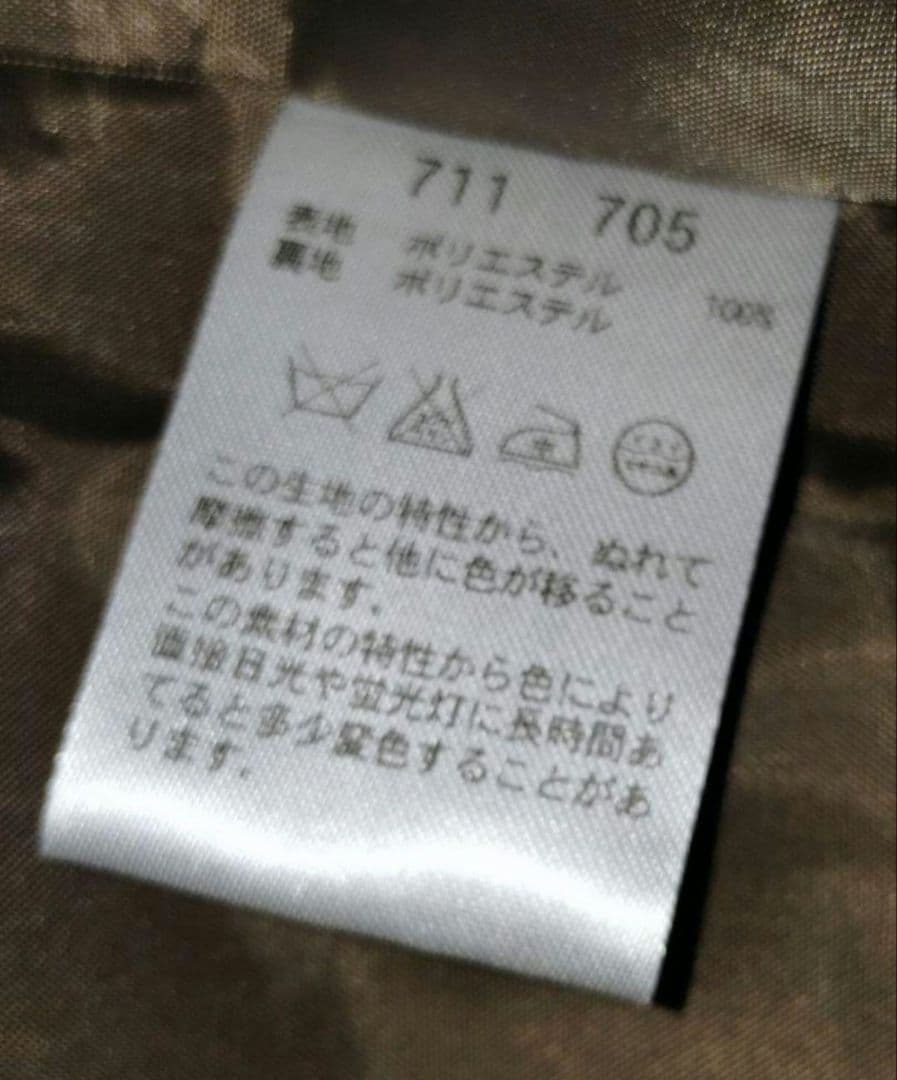 711 705
表地 ポリエステル
裏地 ポリエステル 100%
この生地の特性から、ぬれて
摩擦すると他に色が移ること
があります.
この素材の特性から色により
直接日光や蛍光灯に長時間あ
てると多少変色することがあ
ります.